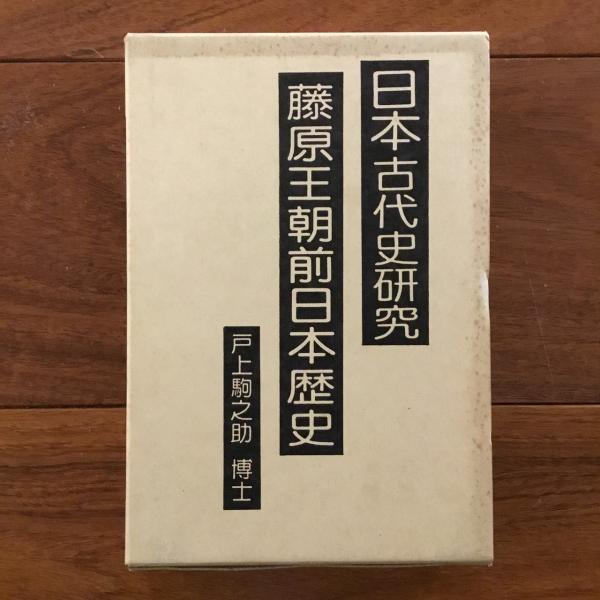 日本古代史研究
藤原王朝前日本歴史
戸上駒之助 博士